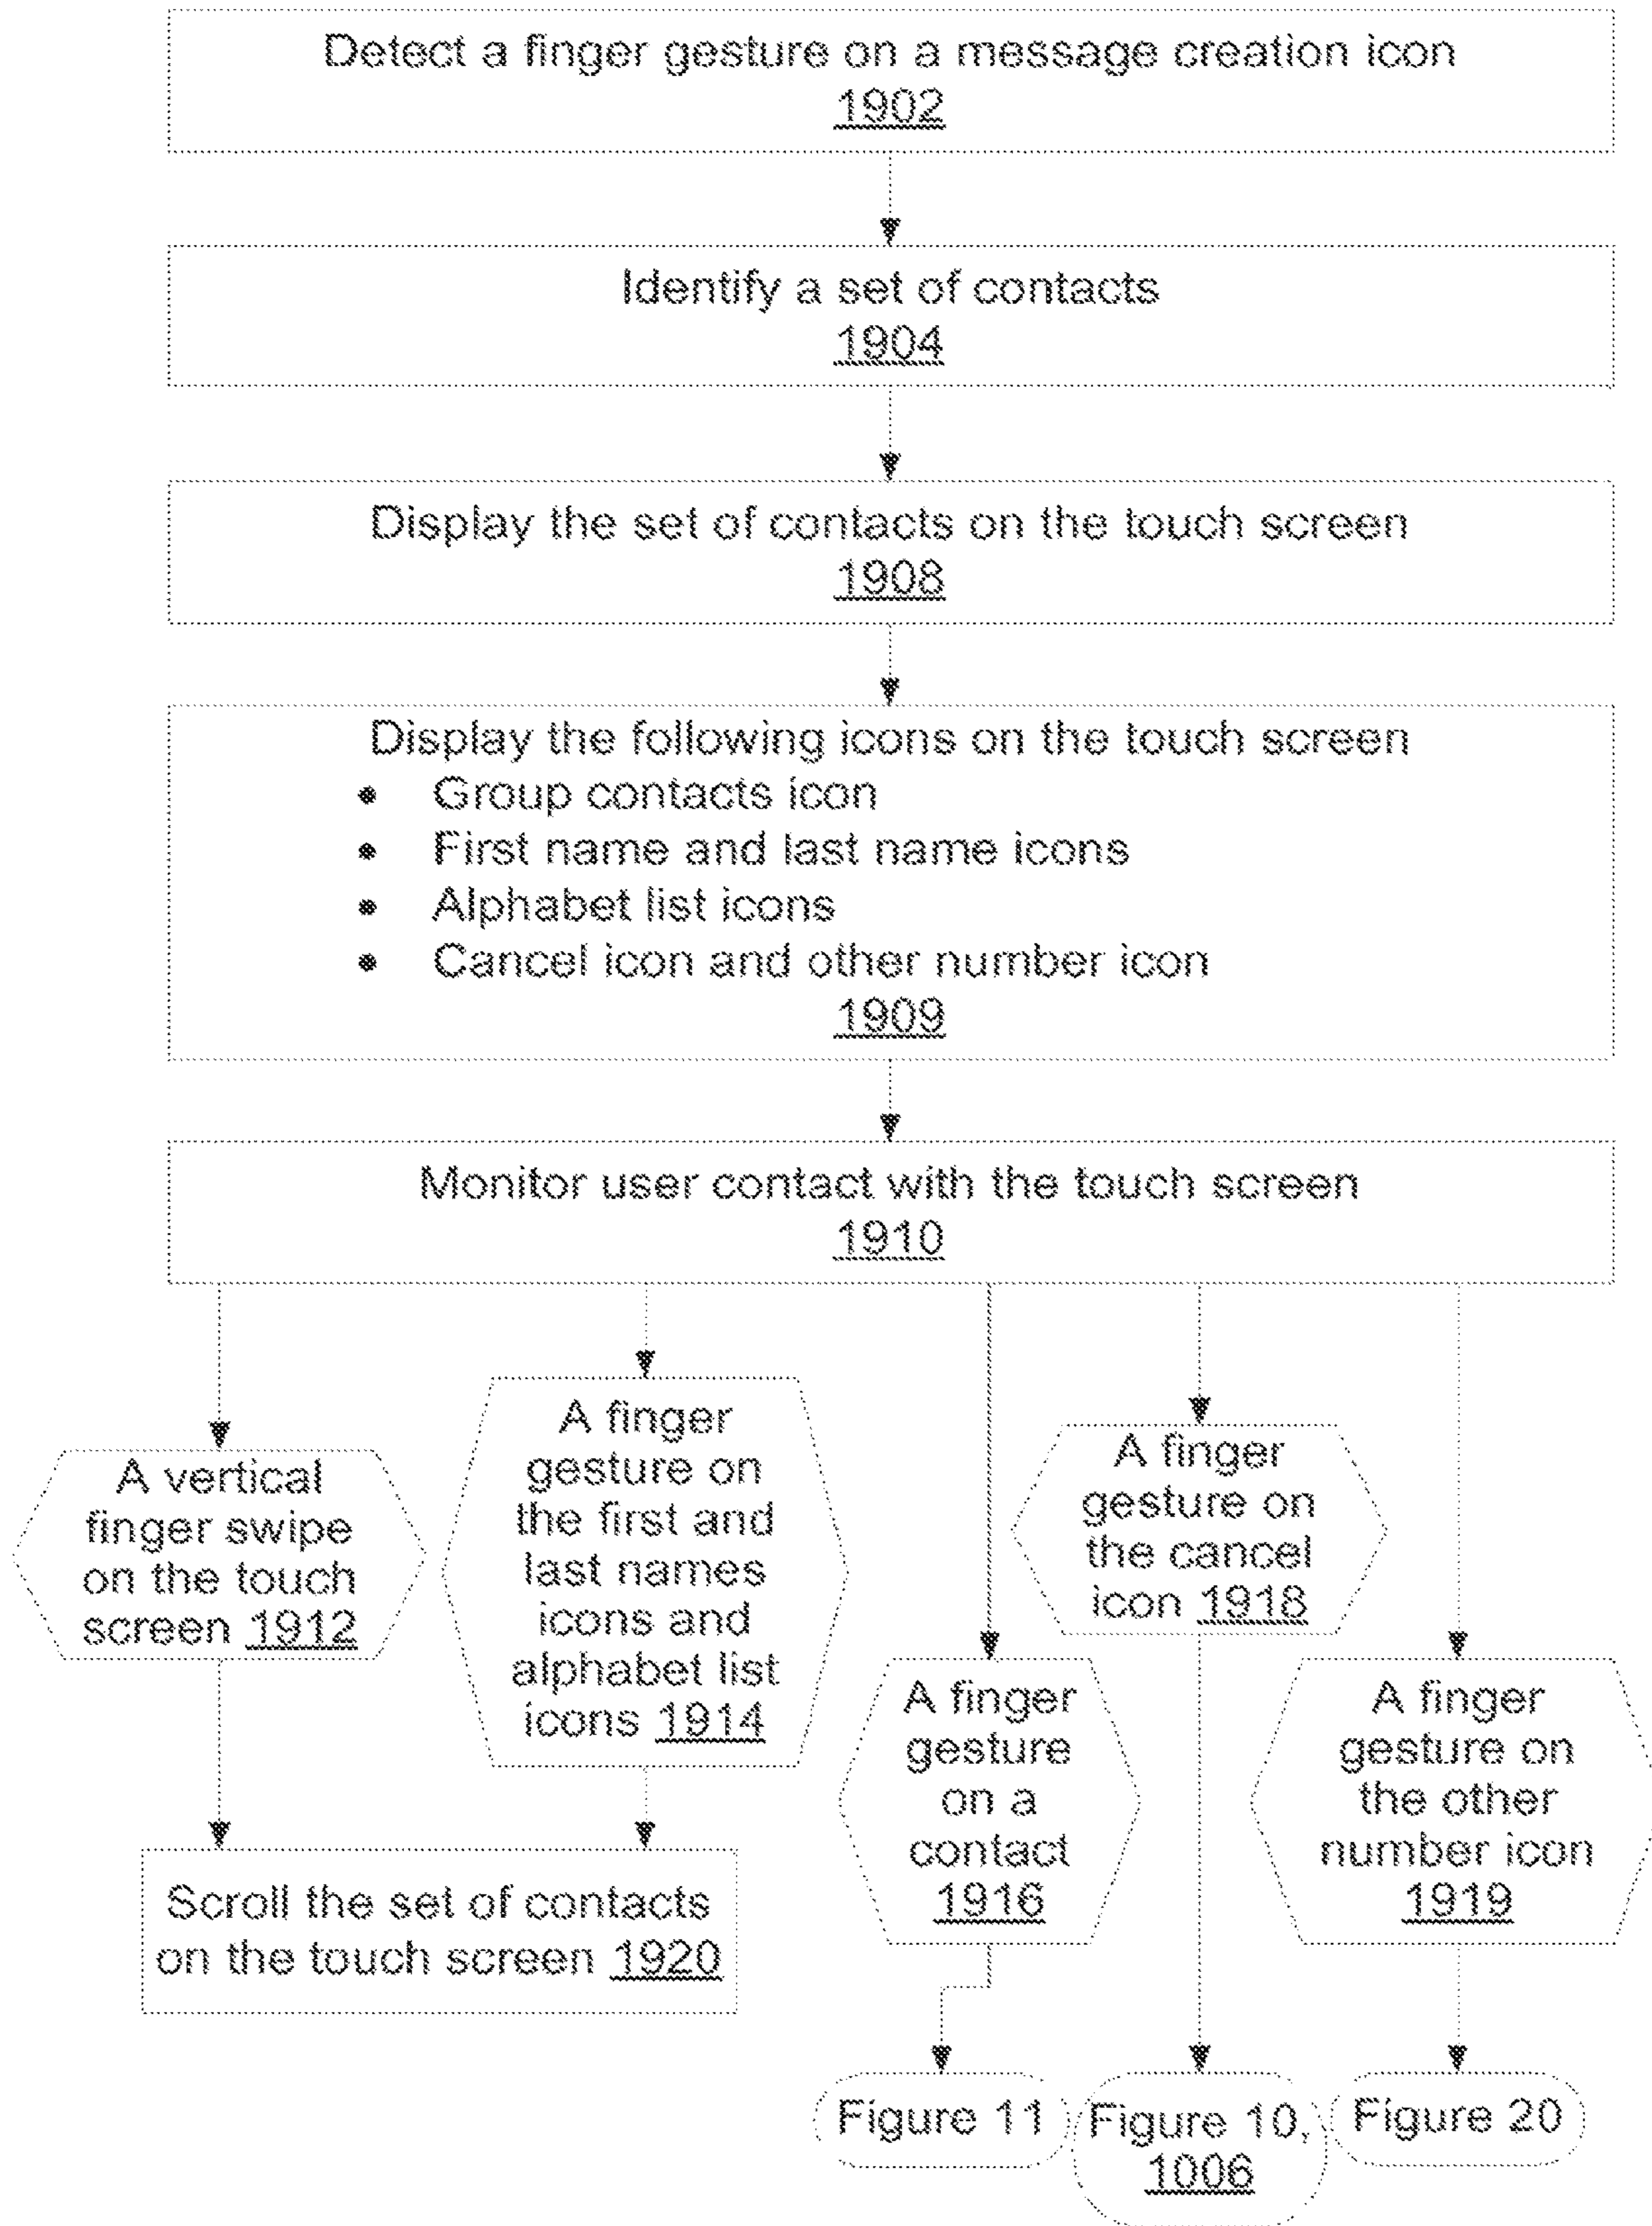 Detect a finger gesture on a message creation icon
1902
Identify a set of contacts
1904
Display the set of contacts on the touch screen
1908
Display the following icons on the touch screen
• Group contacts icon
• First name and last name icons
• Alphabet list icons
• Cancel icon and other number icon
1909
Monitor user contact with the touch screen
1910
A vertical
finger swipe
on the touch
screen 1912
A finger
gesture on
the first and
last names
icons and
alphabet list
icons 1914
A finger
gesture
on a
contact
1916
A finger
gesture on
the cancel
icon 1918
A finger
gesture on
the other
number icon
1919
Scroll the set of contacts
on the touch screen 1920
Figure 11
Figure 10,
1006
Figure 20